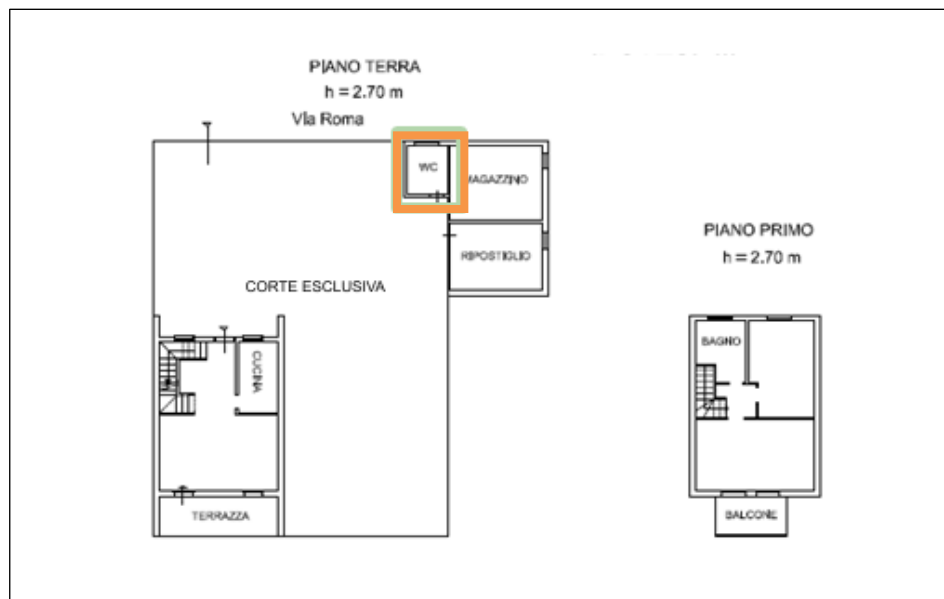 PIANO TERRA
h = 2.70 m
Via Roma
WC
MAGAZZINO
RIPOSTIGLIO
CORTE ESCLUSIVA
CUCINA
TERRAZZA
PIANO PRIMO
h = 2.70 m
BAGNO
BALCONE